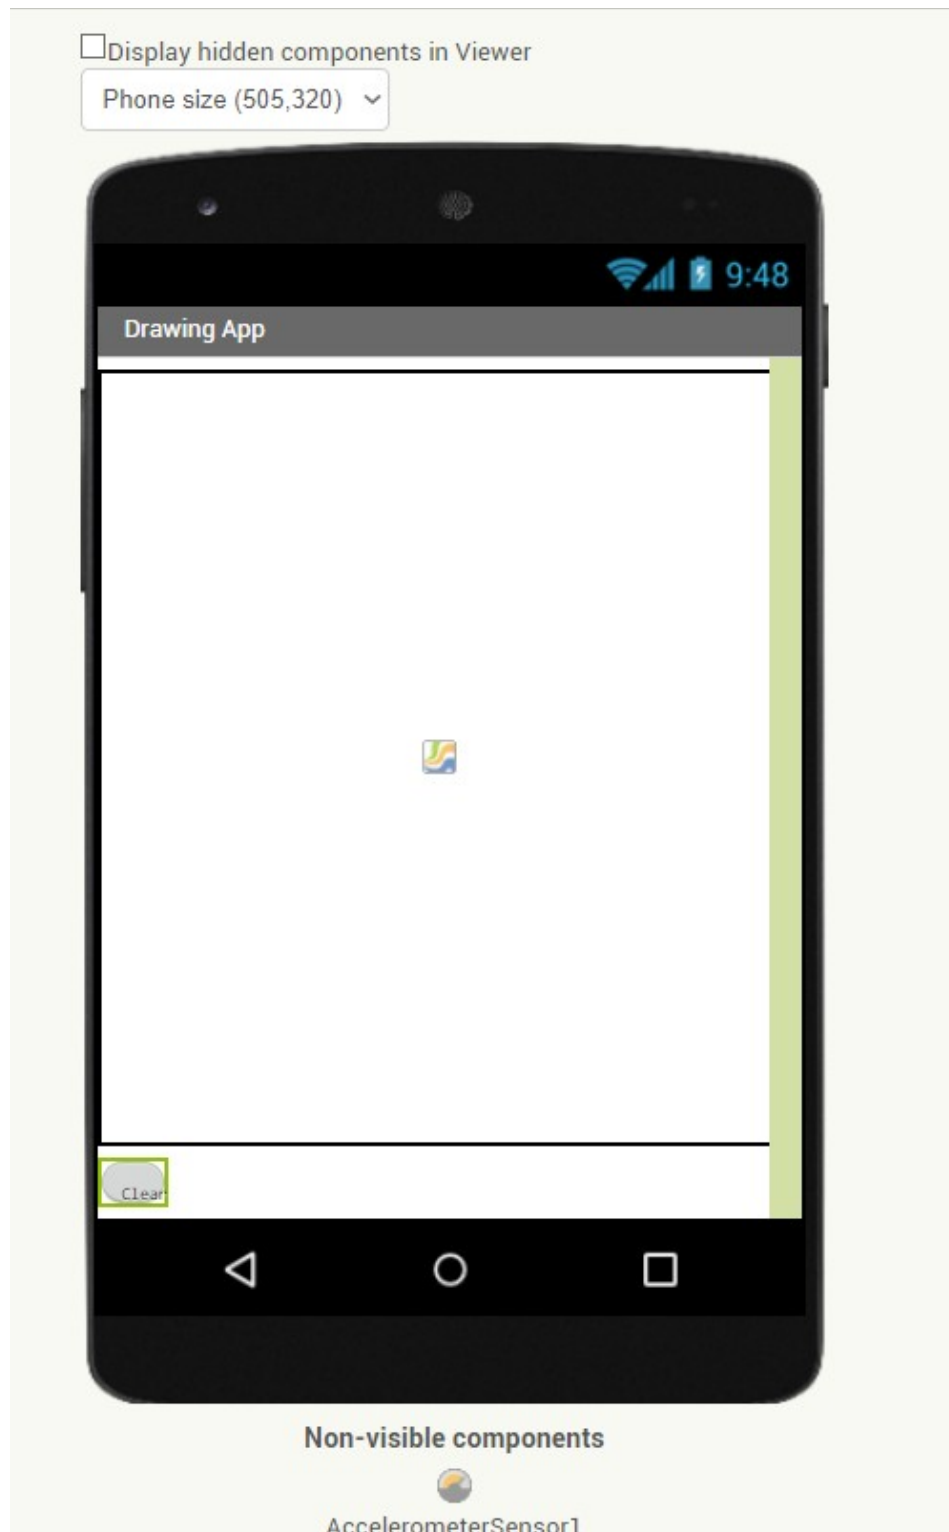 Display hidden components in Viewer
Phone size (505,320)
9:48
Drawing App
Clear
Non-visible components
AccelerometerSensor1